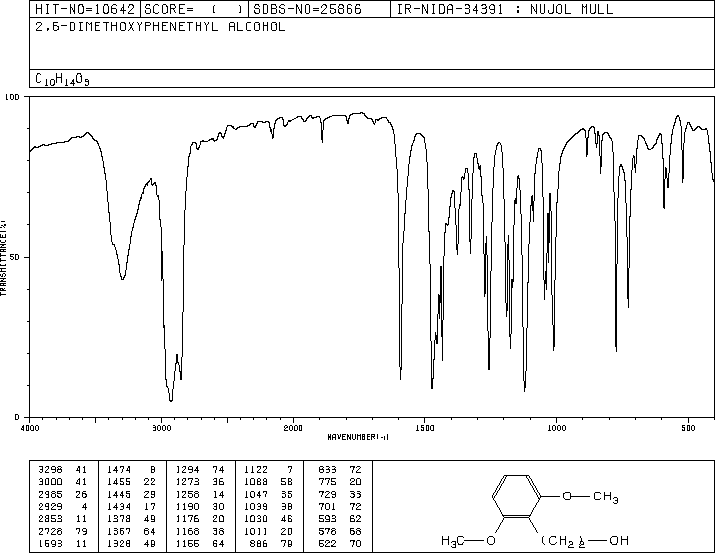 HIT-NO=10642 SCORE= ( ) SDBS-NO=25866 IR-NIDA-34391 : NUJOL MULL
2,6-DIMETHOXYPHENETHYL ALCOHOL
C10H14O3
100
50
0
TRANSMITTANCE(%)
4000 3000 2000 1500 1000 500
WAVENUMBER(-1)
3298 41 1474 8 1294 74 1122 7 833 72
3000 41 1455 22 1273 36 1088 58 775 20
2985 26 1445 29 1258 14 1047 35 729 33
2929 4 1434 17 1190 30 1039 38 701 72
2853 11 1378 49 1176 20 1030 46 593 62
2728 79 1367 64 1168 38 1011 20 578 68
1593 11 1328 49 1155 64 886 79 522 70
O CH3
H3C O (CH2)2 OH